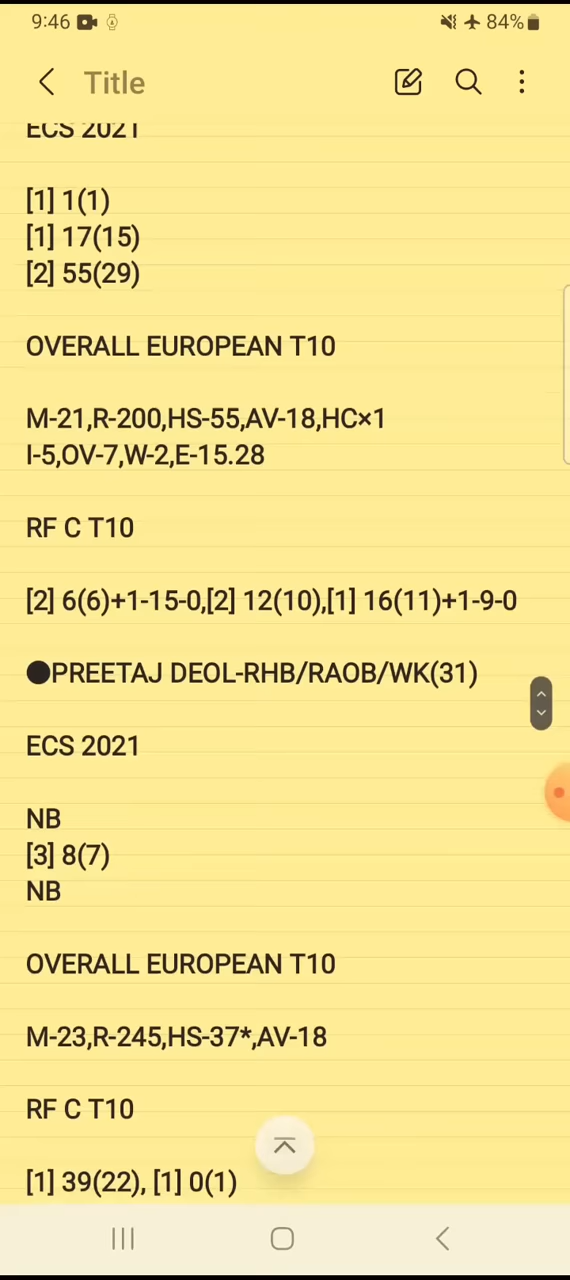 9:46
84%
Title
ECS 2021
[1] 1(1)
[1] 17(15)
[2] 55(29)
OVERALL EUROPEAN T10
M-21,R-200,HS-55,AV-18,HC×1
I-5,OV-7,W-2,E-15.28
RF C T10
[2] 6(6)+1-15-0,[2] 12(10),[1] 16(11)+1-9-0
●PREETAJ DEOL-RHB/RAOB/WK(31)
ECS 2021
NB
[3] 8(7)
NB
OVERALL EUROPEAN T10
M-23,R-245,HS-37*,AV-18
RF C T10
[1] 39(22), [1] 0(1)